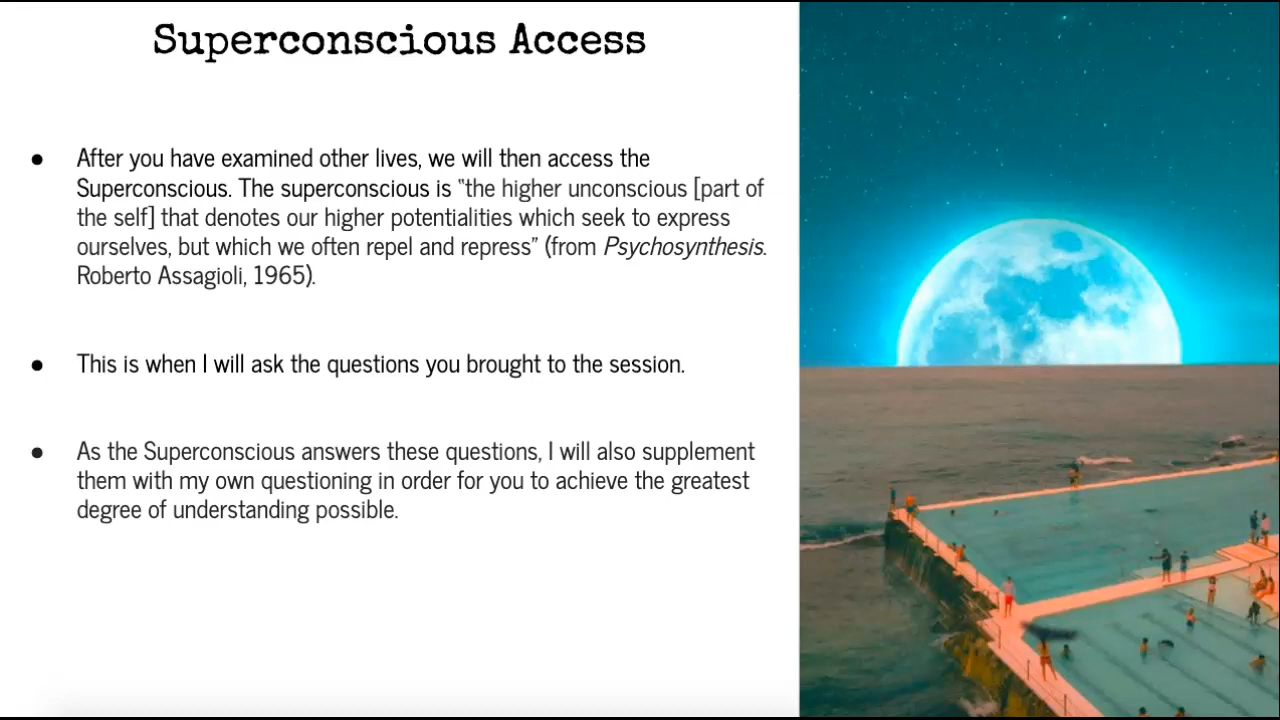 Superconscious Access
● After you have examined other lives, we will then access the
Superconscious. The superconscious is "the higher unconscious [part of
the self] that denotes our higher potentialities which seek to express
ourselves, but which we often repel and repress" (from Psychosynthesis.
Roberto Assagioli, 1965).
● This is when I will ask the questions you brought to the session.
● As the Superconscious answers these questions, I will also supplement
them with my own questioning in order for you to achieve the greatest
degree of understanding possible.